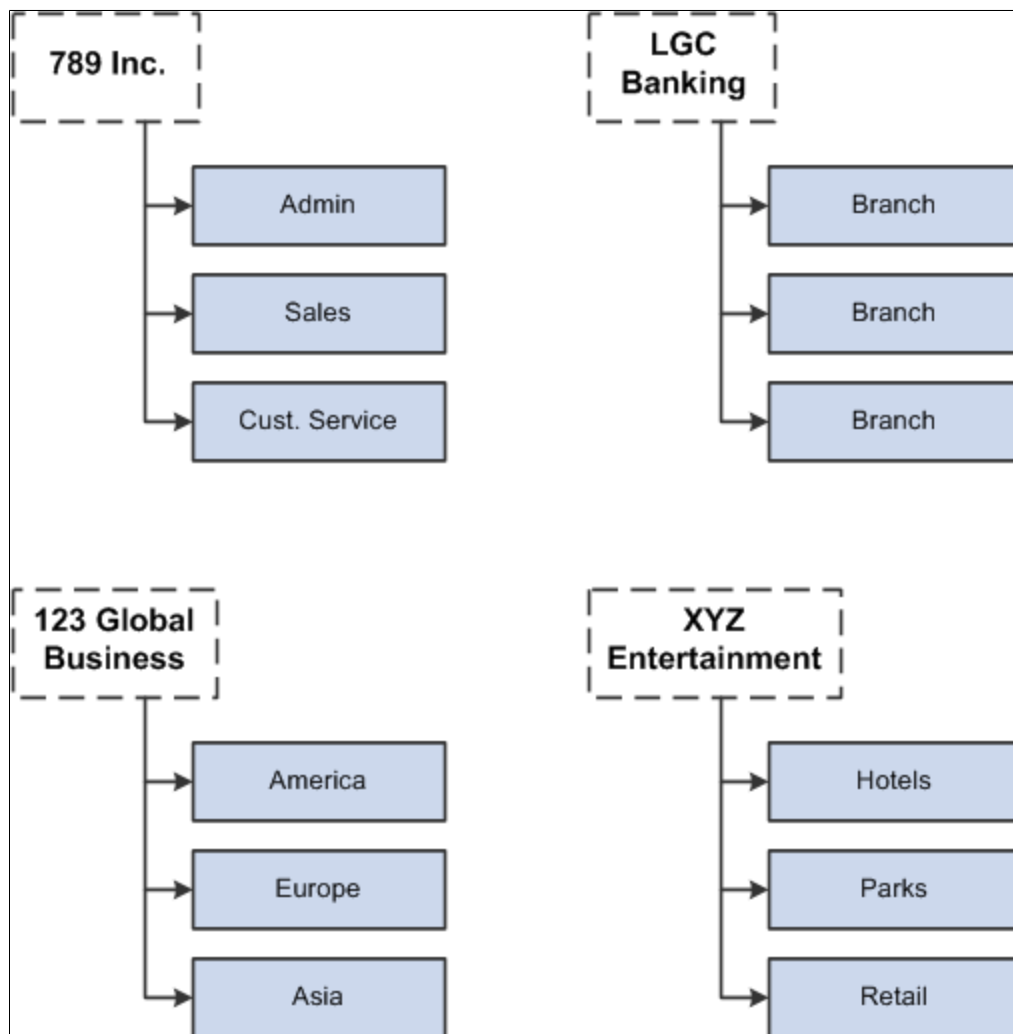 789 Inc.
Admin
Sales
Cust. Service
LGC
Banking
Branch
Branch
Branch
123 Global
Business
America
Europe
Asia
XYZ
Entertainment
Hotels
Parks
Retail